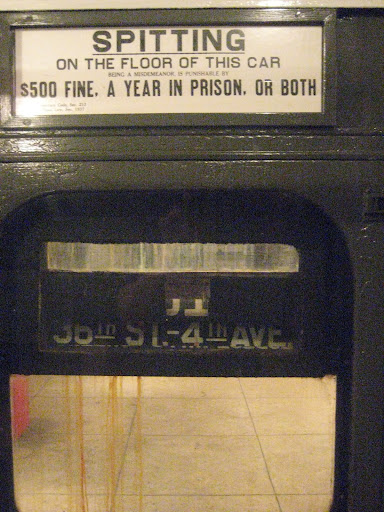 SPITTING
ON THE FLOOR OF THIS CAR
BEING A MISDEMEANOR IS PUNISHABLE BY
$500 FINE, A YEAR IN PRISON, OR BOTH
36TH ST.-4TH AVE.